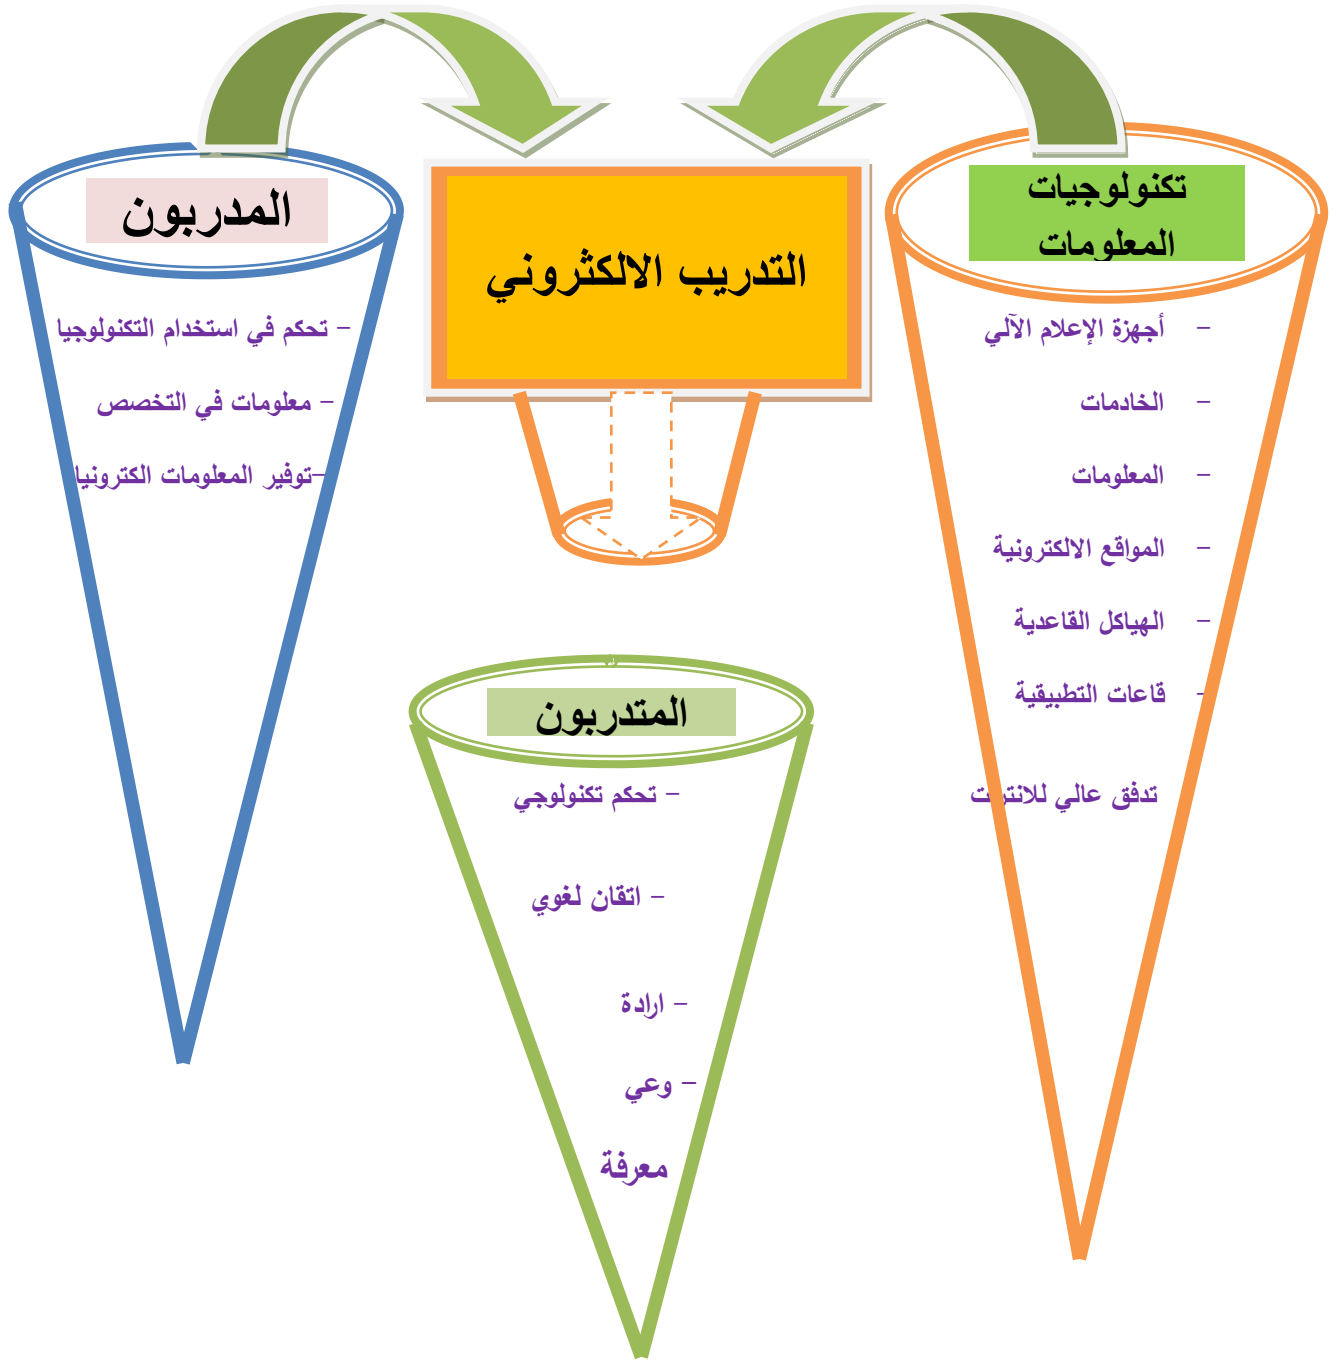 تكنولوجيات
المعلومات
- أجهزة الإعلام الآلي
- الخادمات
- المعلومات
- المواقع الالكترونية
- الهياكل القاعدية
- قاعات التطبيقية
تدفق عالي للانترنت
التدريب الالكثروني
المدربون
- تحكم في استخدام التكنولوجيا
- معلومات في التخصص
-توفير المعلومات الكترونيا
المتدربون
- تحكم تكنولوجي
- اتقان لغوي
- ارادة
- وعي
معرفة